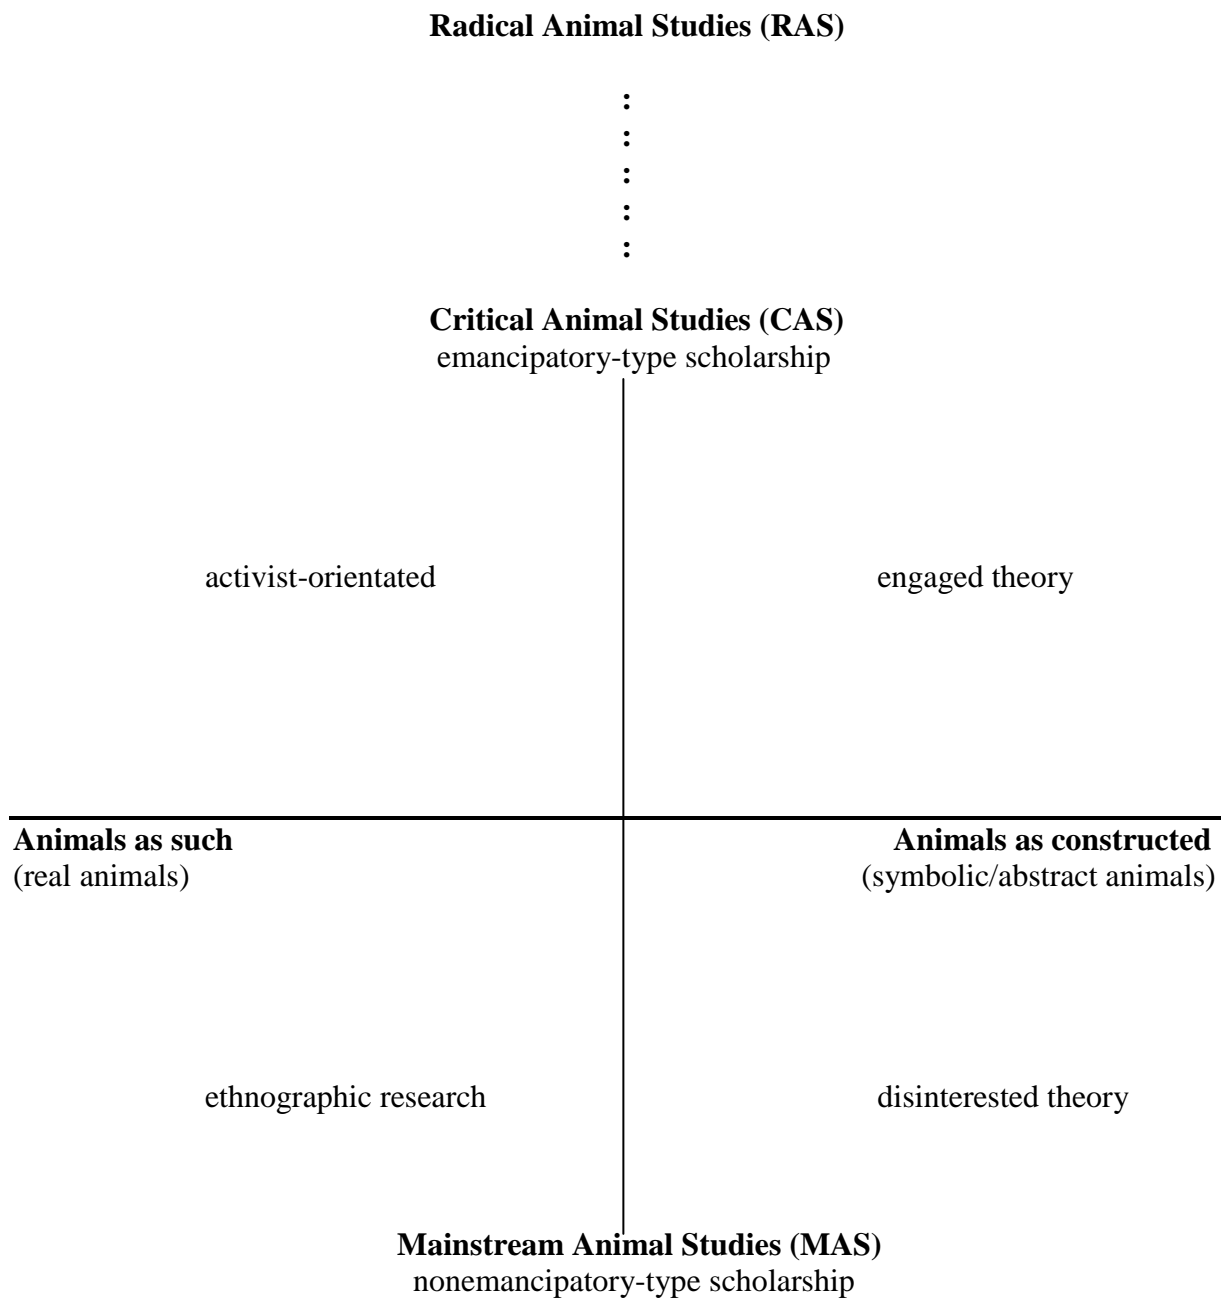 Radical Animal Studies (RAS)
:
:
:
:
:
Critical Animal Studies (CAS)
emancipatory-type scholarship
activist-orientated
engaged theory
Animals as such
(real animals)
Animals as constructed
(symbolic/abstract animals)
ethnographic research
disinterested theory
Mainstream Animal Studies (MAS)
nonemancipatory-type scholarship